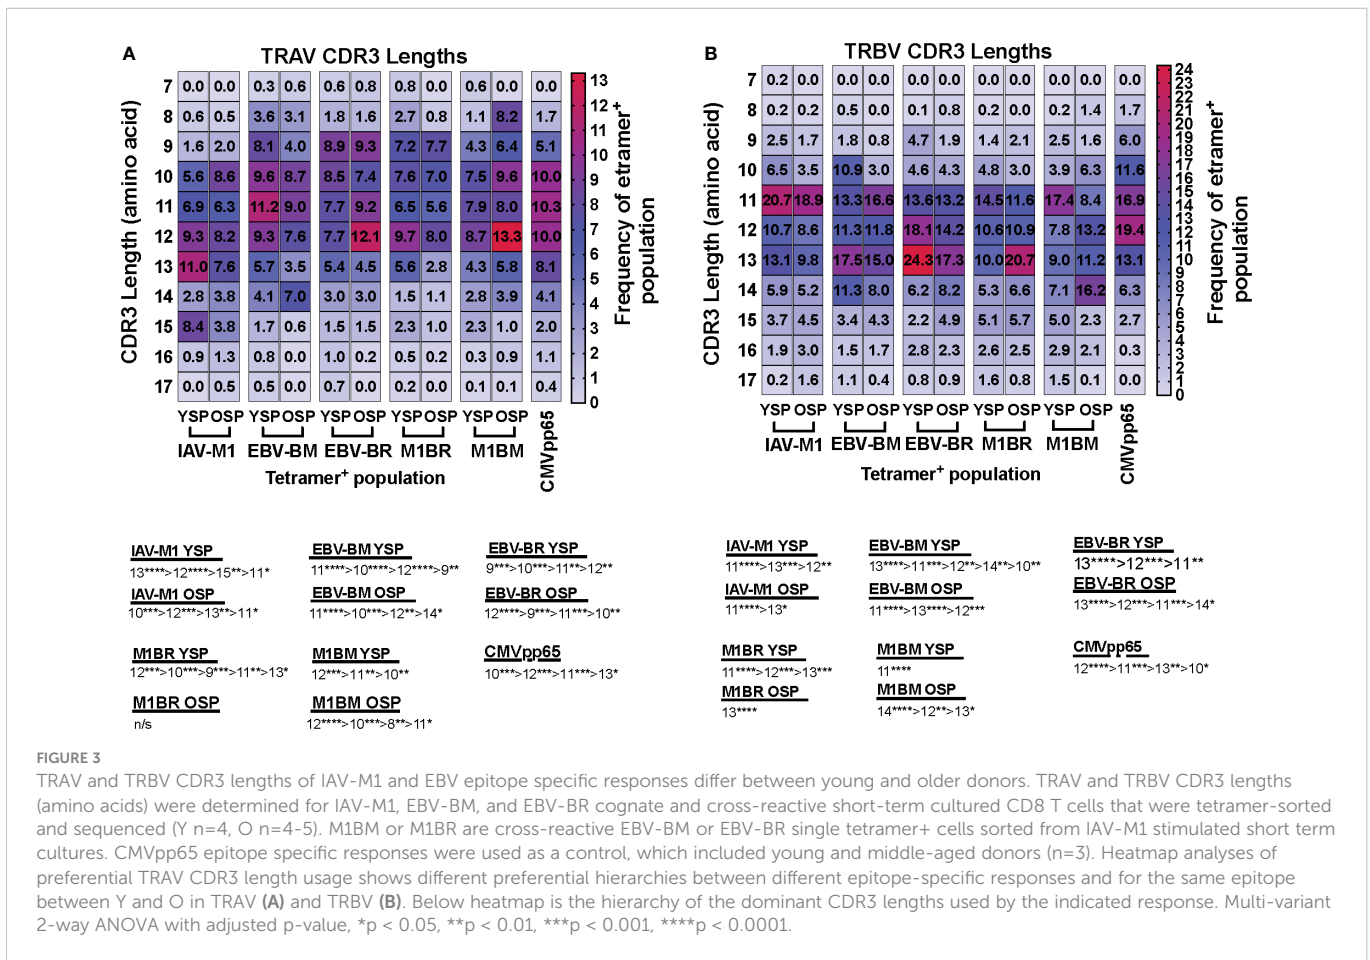 A
TRAV CDR3 Lengths
CDR3 Length (amino acid)
7 0.0 0.0 0.3 0.6 0.6 0.8 0.8 0.0 0.6 0.0 0.0
8 0.6 0.5 3.6 3.1 1.8 1.6 2.7 0.8 1.1 8.2 1.7
9 1.6 2.0 8.1 4.0 8.9 9.3 7.2 7.7 4.3 6.4 5.1
10 5.6 8.6 9.6 8.7 8.5 7.4 7.6 7.0 7.5 9.6 10.0
11 6.9 6.3 11.2 9.0 7.7 9.2 6.5 5.6 7.9 8.0 10.3
12 9.3 8.2 9.3 7.6 7.7 12.1 9.7 8.0 8.7 13.3 10.0
13 11.0 7.6 5.7 3.5 5.4 4.5 5.6 2.8 4.3 5.8 8.1
14 2.8 3.8 4.1 7.0 3.0 3.0 1.5 1.1 2.8 3.9 4.1
15 8.4 3.8 1.7 0.6 1.5 1.5 2.3 1.0 2.3 1.0 2.0
16 0.9 1.3 0.8 0.0 1.0 0.2 0.5 0.2 0.3 0.9 1.1
17 0.0 0.5 0.5 0.0 0.7 0.0 0.2 0.0 0.1 0.1 0.4
YSP OSP YSP OSP YSP OSP YSP OSP YSP OSP
IAV-M1 EBV-BM EBV-BR M1BR M1BM CMVpp65
Tetramer+ population
13
12
11
10
9
8
7
6
5
4
3
2
1
0
Frequency of etramer+
population
B
TRBV CDR3 Lengths
CDR3 Length (amino acid)
7 0.2 0.0 0.0 0.0 0.0 0.0 0.0 0.0 0.0 0.0 0.0
8 0.2 0.2 0.5 0.0 0.1 0.8 0.2 0.0 0.2 1.4 1.7
9 2.5 1.7 1.8 0.8 4.7 1.9 1.4 2.1 2.5 1.6 6.0
10 6.5 3.5 10.9 3.0 4.6 4.3 4.8 3.0 3.9 6.3 11.6
11 20.7 18.9 13.3 16.6 13.6 13.2 14.5 11.6 17.4 8.4 16.9
12 10.7 8.6 11.3 11.8 18.1 14.2 10.6 10.9 7.8 13.2 19.4
13 13.1 9.8 17.5 15.0 24.3 17.3 10.0 20.7 9.0 11.2 13.1
14 5.9 5.2 11.3 8.0 6.2 8.2 5.3 6.6 7.1 16.2 6.3
15 3.7 4.5 3.4 4.3 2.2 4.9 5.1 5.7 5.0 2.3 2.7
16 1.9 3.0 1.5 1.7 2.8 2.3 2.6 2.5 2.9 2.1 0.3
17 0.2 1.6 1.1 0.4 0.8 0.9 1.6 0.8 1.5 0.1 0.0
YSP OSP YSP OSP YSP OSP YSP OSP YSP OSP
IAV-M1 EBV-BM EBV-BR M1BR M1BM CMVpp65
Tetramer+ population
24
23
22
21
20
19
18
17
16
15
14
13
12
11
10
9
8
7
6
5
4
3
2
1
0
Frequency of etramer+
population
IAV-M1 YSP
13****>12****>15**>11*
IAV-M1 OSP
10***>12***>13**>11*
EBV-BM YSP
11****>10****>12****>9**
EBV-BM OSP
11****>10***>12**>14*
EBV-BR YSP
9***>10***>11**>12**
EBV-BR OSP
12****>9***>11***>10**
M1BR YSP
12***>10***>9***>11**>13*
M1BR OSP
n/s
M1BM YSP
12***>11**>10**
M1BM OSP
12****>10***>8**>11*
CMVpp65
10***>12***>11***>13*
IAV-M1 YSP
11****>13***>12**
IAV-M1 OSP
11****>13*
EBV-BM YSP
13****>11***>12**>14**>10**
EBV-BM OSP
11****>13****>12***
EBV-BR YSP
13****>12***>11**
EBV-BR OSP
13****>12***>11***>14*
M1BR YSP
11****>12***>13***
M1BR OSP
13****
M1BM YSP
11****
M1BM OSP
14****>12**>13*
CMVpp65
12****>11***>13**>10*
FIGURE 3
TRAV and TRBV CDR3 lengths of IAV-M1 and EBV epitope specific responses differ between young and older donors. TRAV and TRBV CDR3 lengths
(amino acids) were determined for IAV-M1, EBV-BM, and EBV-BR cognate and cross-reactive short-term cultured CD8 T cells that were tetramer-sorted
and sequenced (Y n=4, O n=4-5). M1BM or M1BR are cross-reactive EBV-BM or EBV-BR single tetramer+ cells sorted from IAV-M1 stimulated short term
cultures. CMVpp65 epitope specific responses were used as a control, which included young and middle-aged donors (n=3). Heatmap analyses of
preferential TRAV CDR3 length usage shows different preferential hierarchies between different epitope-specific responses and for the same epitope
between Y and O in TRAV (A) and TRBV (B). Below heatmap is the hierarchy of the dominant CDR3 lengths used by the indicated response. Multi-variant
2-way ANOVA with adjusted p-value, *p < 0.05, **p < 0.01, ***p < 0.001, ****p < 0.0001.